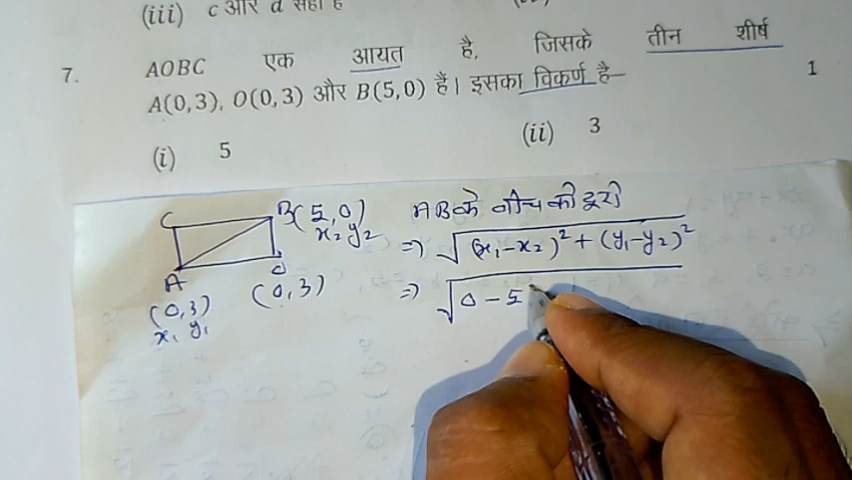 (iii) c और d सही है
7. AOBC एक आयत है, जिसके तीन शीर्ष
A(0,3), O(0,3) और B(5,0) हैं। इसका विकर्ण है— 1
(i) 5 (ii) 3
C B(5,0) AB के बीच की दूरी
x₂ y₂ ⇒ √(x₁-x₂)²+(y₁-y₂)²
A O
(0,3) (0,3) ⇒ √0-5
x₁ y₁